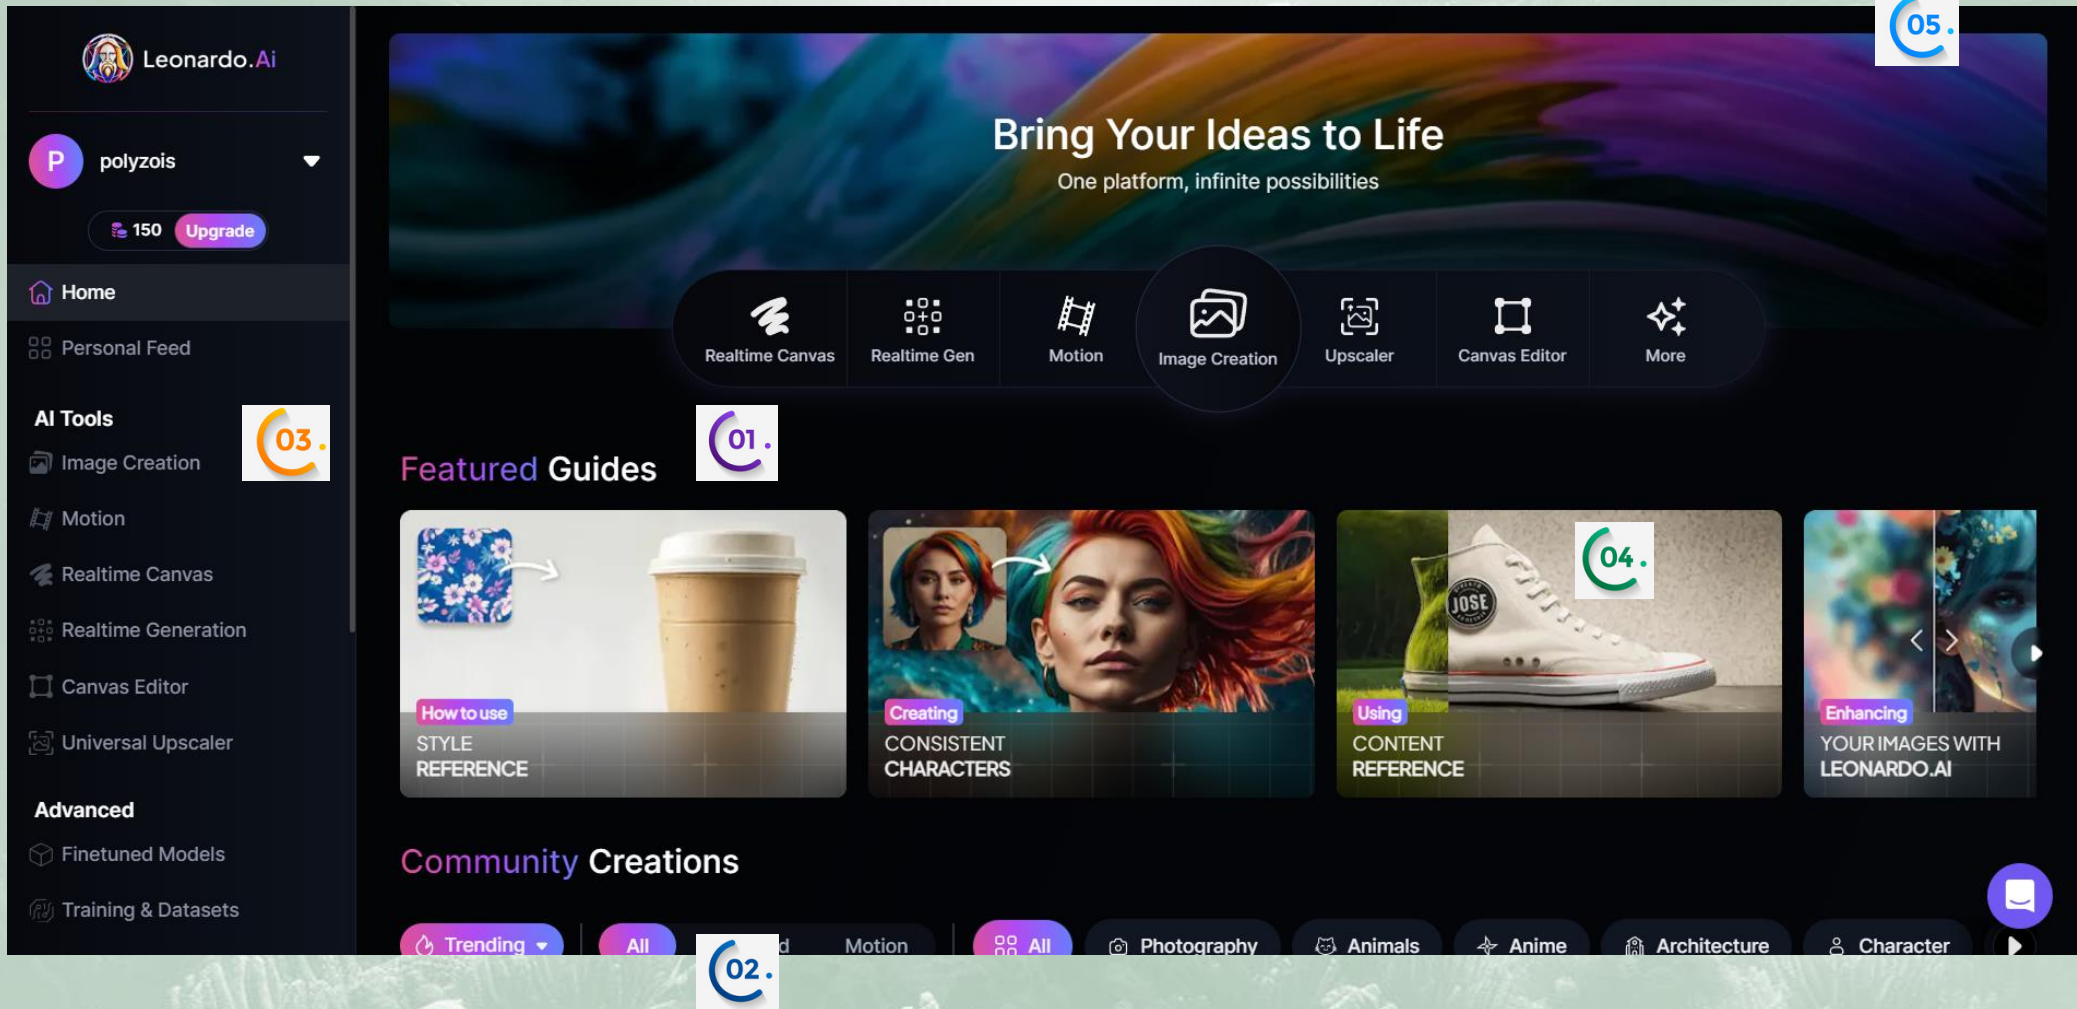 Leonardo.Ai
P
polyzois
150 Upgrade
Home
Personal Feed
AI Tools
03.
Image Creation
Motion
Realtime Canvas
Realtime Generation
Canvas Editor
Universal Upscaler
Advanced
Finetuned Models
Training & Datasets
05.
Bring Your Ideas to Life
One platform, infinite possibilities
Realtime Canvas
Realtime Gen
Motion
Image Creation
Upscaler
Canvas Editor
More
Featured Guides
01.
How to use
STYLE
REFERENCE
Creating
CONSISTENT
CHARACTERS
04.
JOSE
Using
CONTENT
REFERENCE
Enhancing
YOUR IMAGES WITH
LEONARDO.AI
Community Creations
Trending
All
Motion
All
Photography
Animals
Anime
Architecture
Character
02.